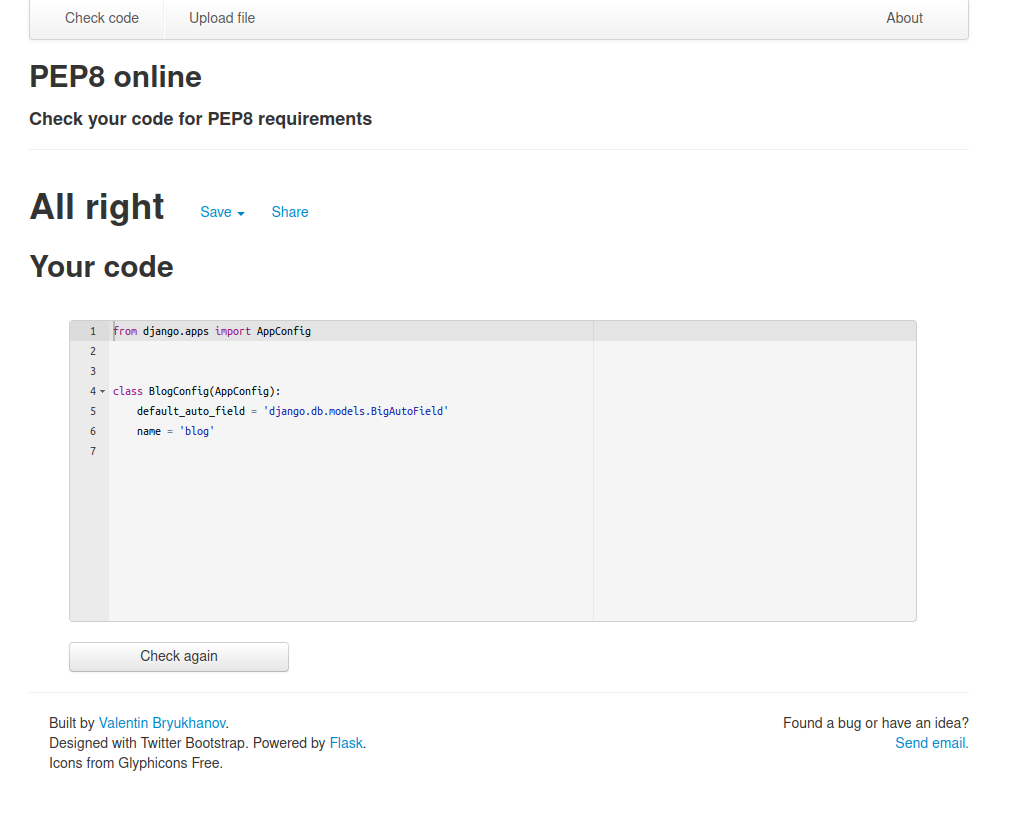 Check code Upload file About
PEP8 online
Check your code for PEP8 requirements
All right Save Share
Your code
1 from django.apps import AppConfig
2
3
4 class BlogConfig(AppConfig):
5 default_auto_field = 'django.db.models.BigAutoField'
6 name = 'blog'
7
Check again
Built by Valentin Bryukhanov. Found a bug or have an idea?
Designed with Twitter Bootstrap. Powered by Flask. Send email.
Icons from Glyphicons Free.